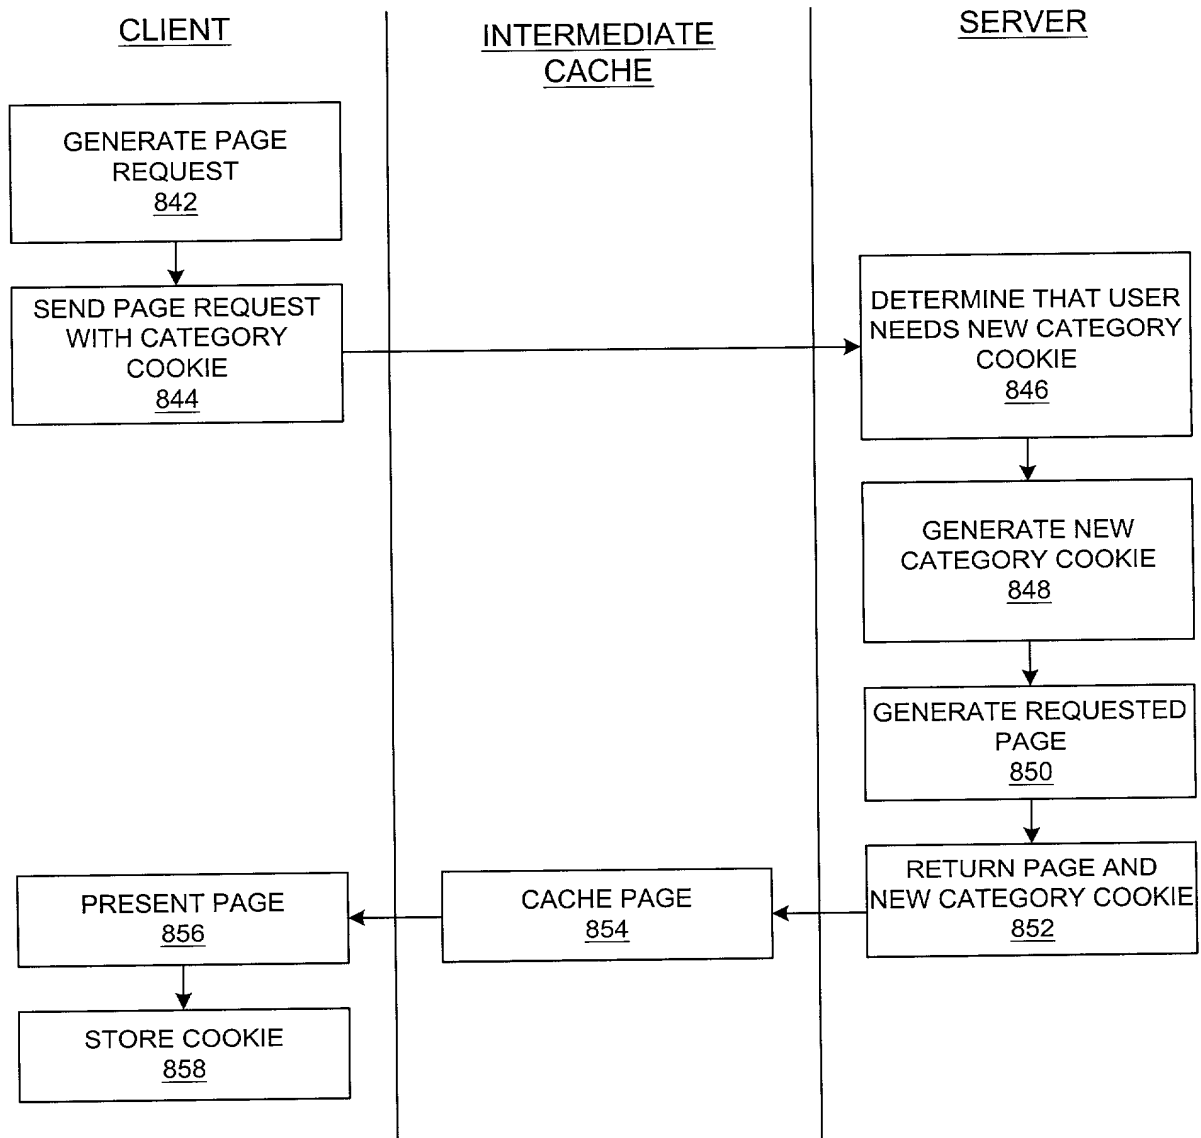 CLIENT
INTERMEDIATE
CACHE
SERVER
GENERATE PAGE
REQUEST
842
SEND PAGE REQUEST
WITH CATEGORY
COOKIE
844
DETERMINE THAT USER
NEEDS NEW CATEGORY
COOKIE
846
GENERATE NEW
CATEGORY COOKIE
848
GENERATE REQUESTED
PAGE
850
RETURN PAGE AND
NEW CATEGORY COOKIE
852
CACHE PAGE
854
PRESENT PAGE
856
STORE COOKIE
858